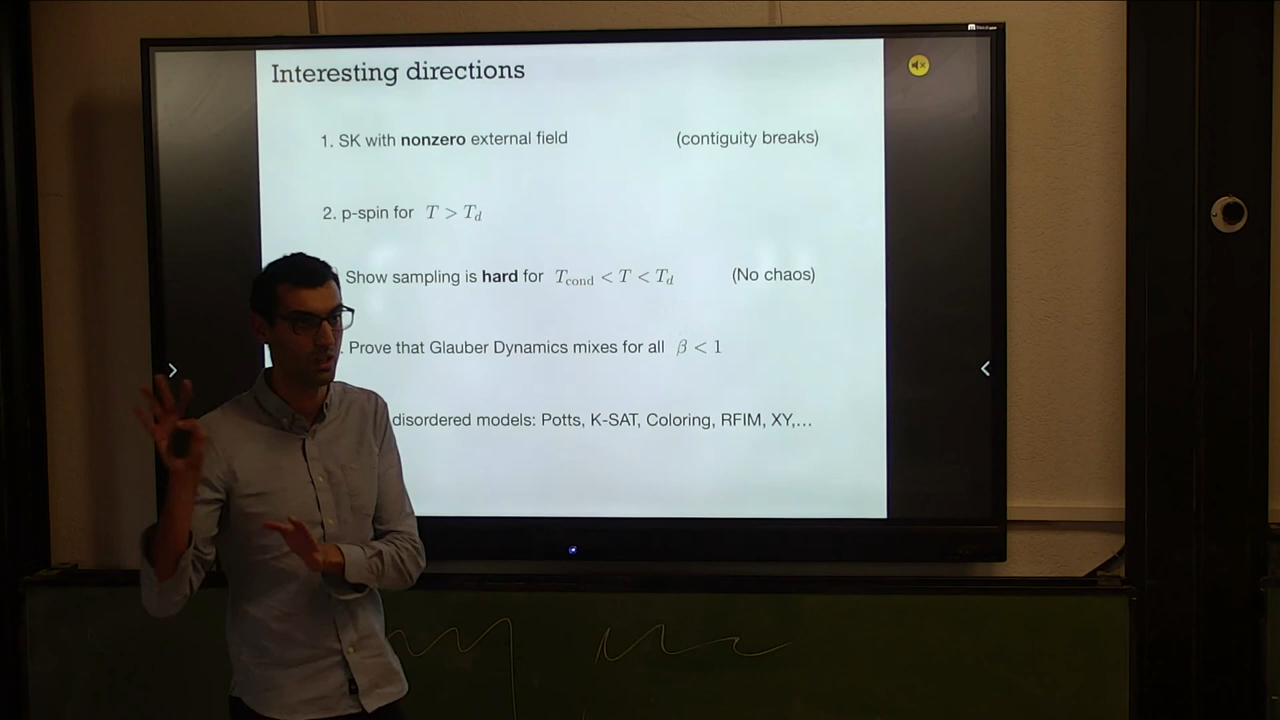 Interesting directions
1. SK with nonzero external field (contiguity breaks)
2. p-spin for T > T_d
Show sampling is hard for T_cond < T < T_d (No chaos)
. Prove that Glauber Dynamics mixes for all β < 1
disordered models: Potts, K-SAT, Coloring, RFIM, XY,...